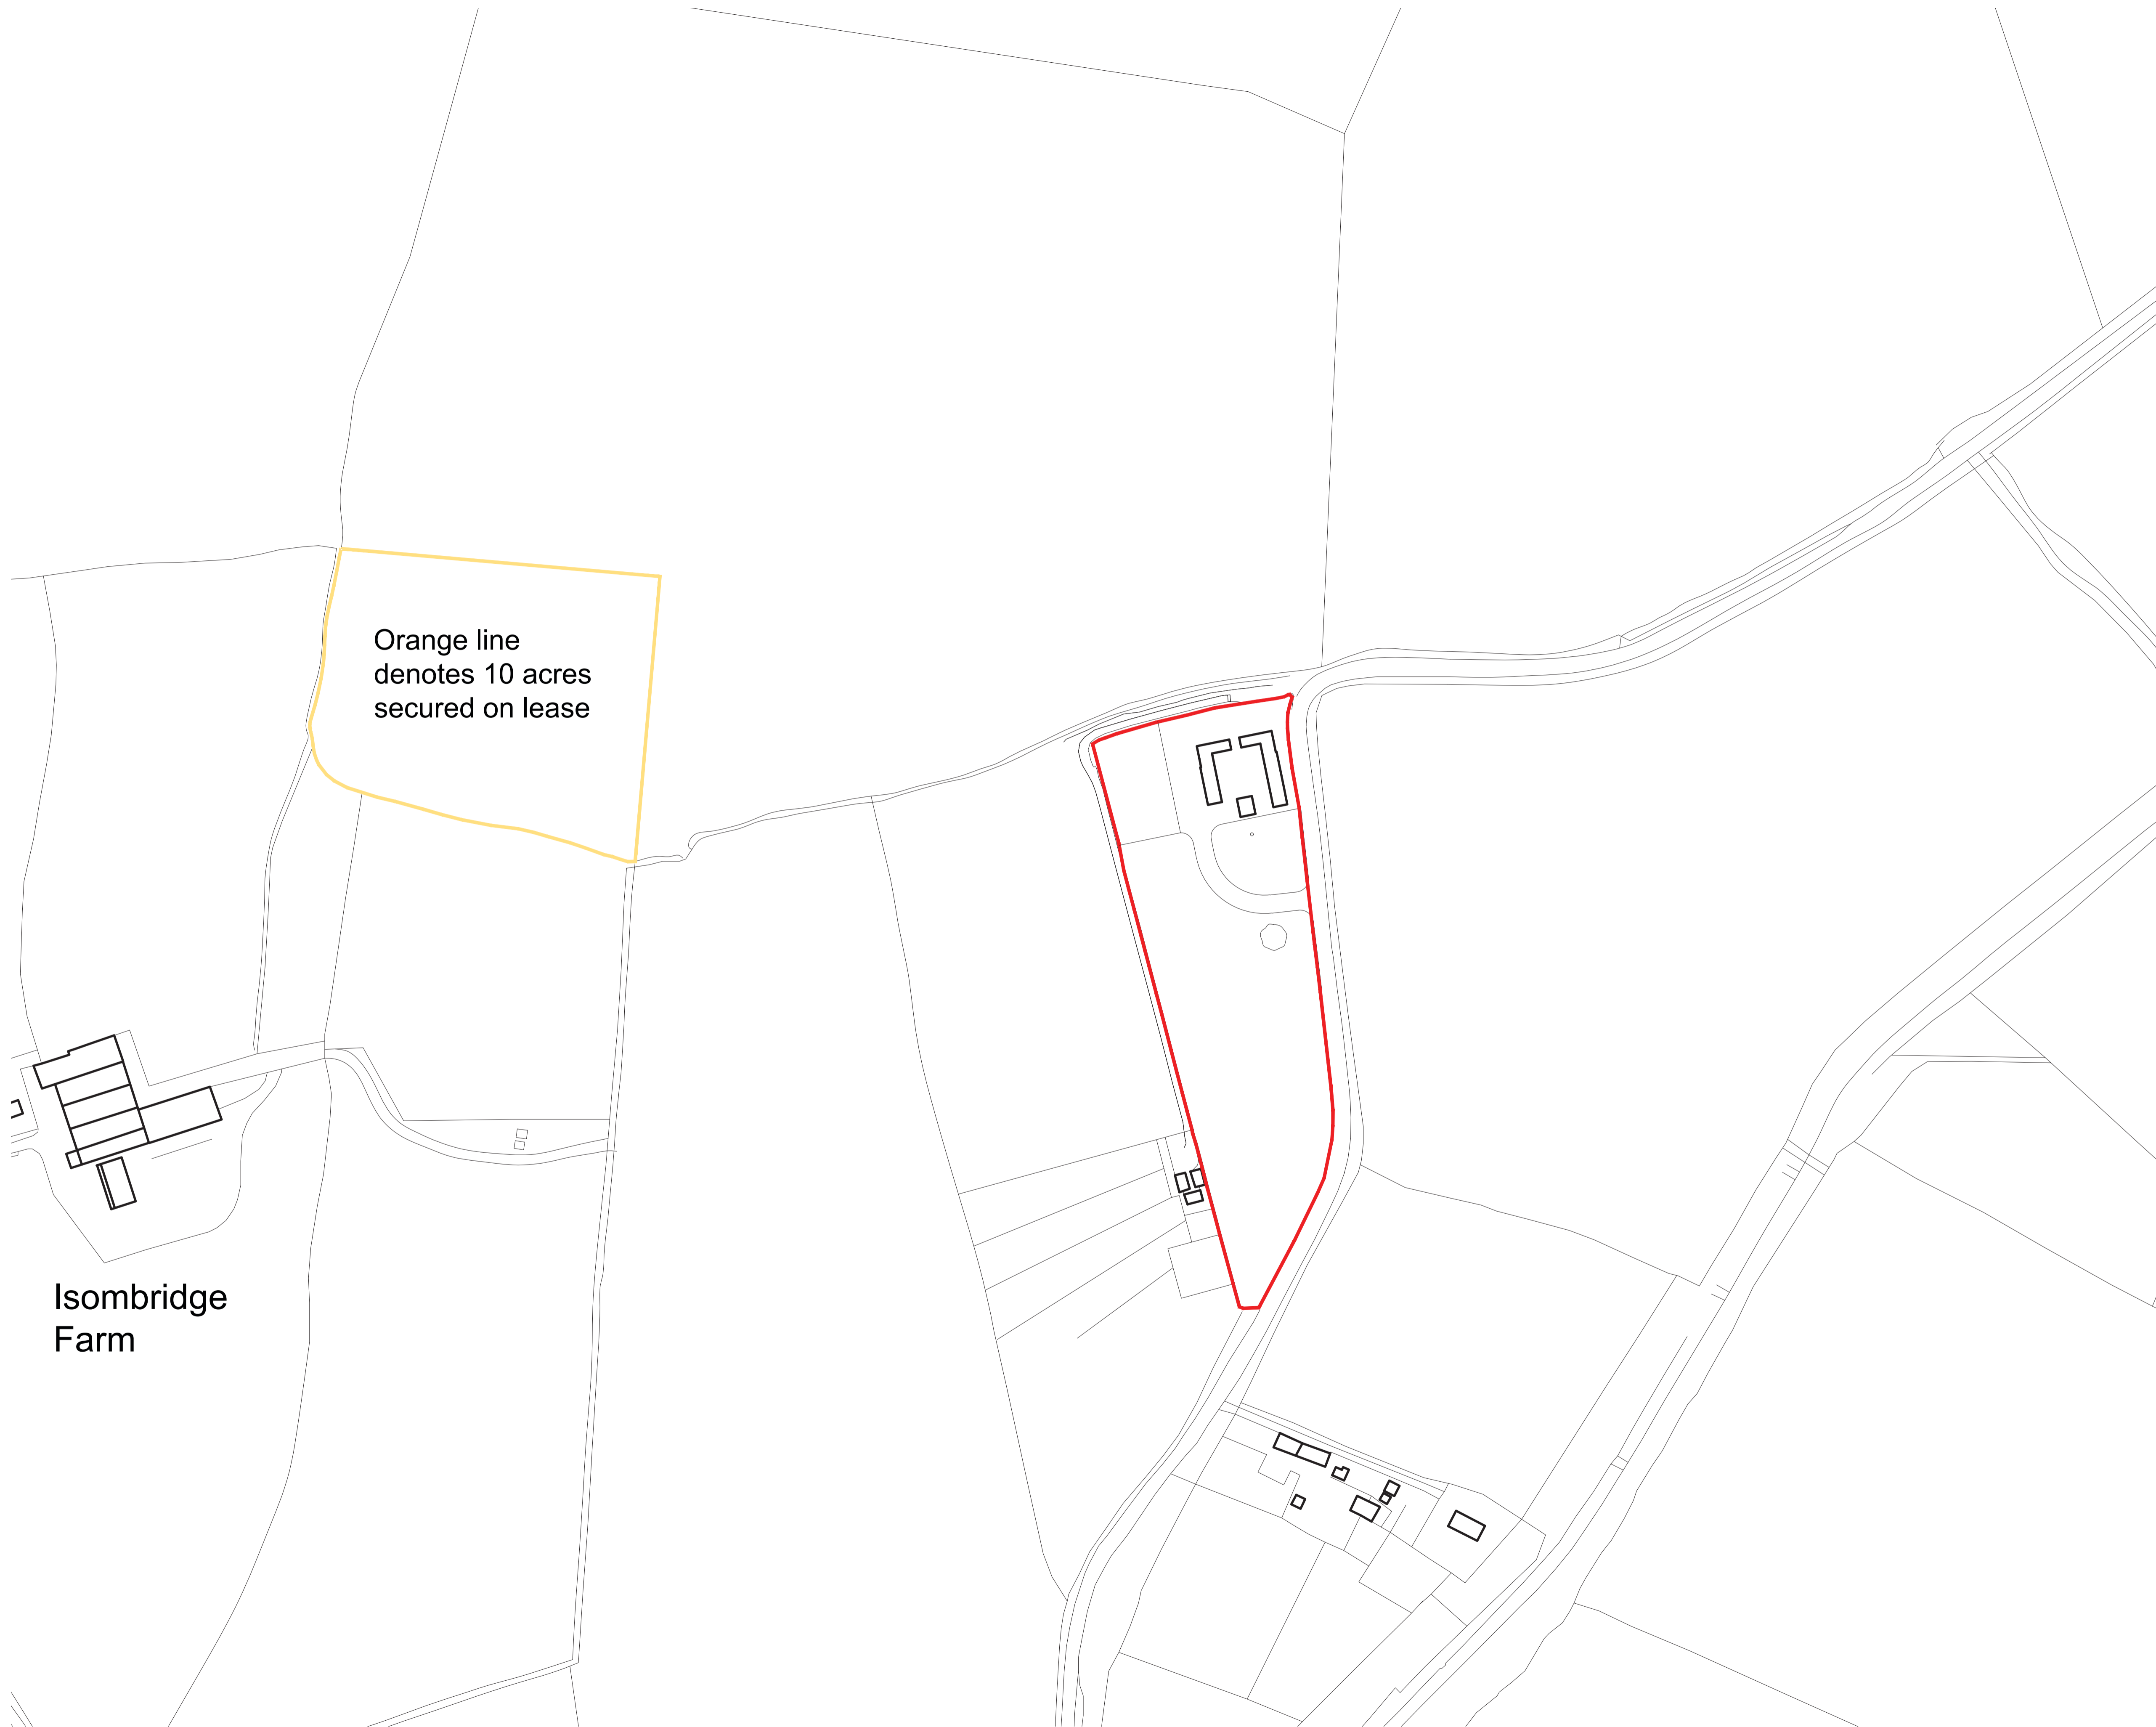 Orange line
denotes 10 acres
secured on lease
Isombridge
Farm